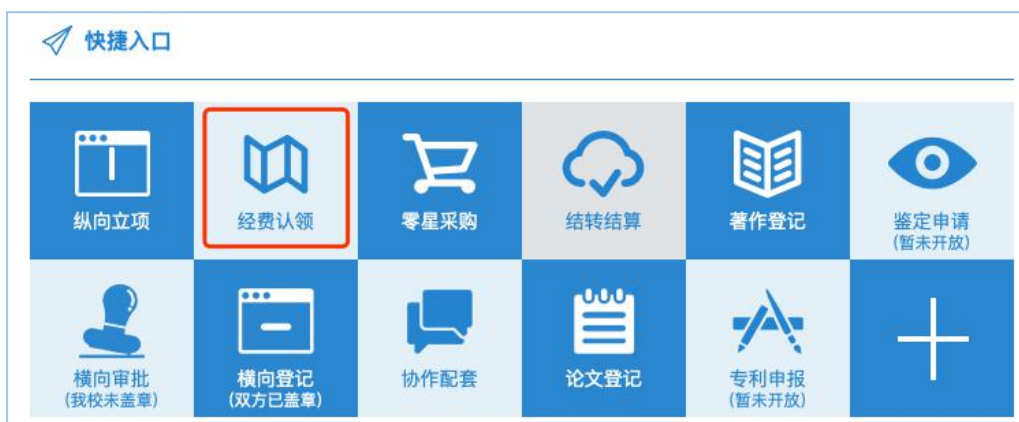 快捷入口
纵向立项
经费认领
零星采购
结转结算
著作登记
鉴定申请
(暂未开放)
横向审批
(我校未盖章)
横向登记
(双方已盖章)
协作配套
论文登记
专利申报
(暂未开放)